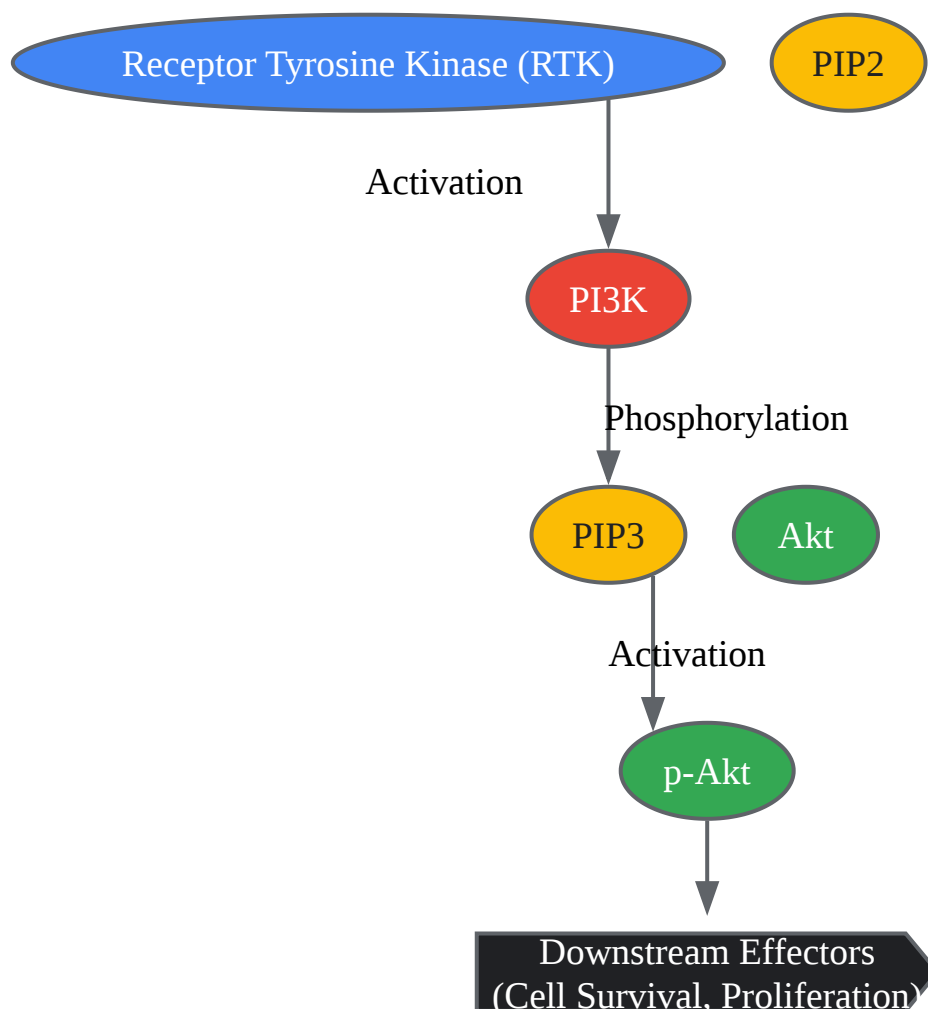 Receptor Tyrosine Kinase (RTK)
PIP2
Activation
PI3K
Phosphorylation
PIP3
Akt
Activation
p-Akt
Downstream Effectors
(Cell Survival, Proliferation)